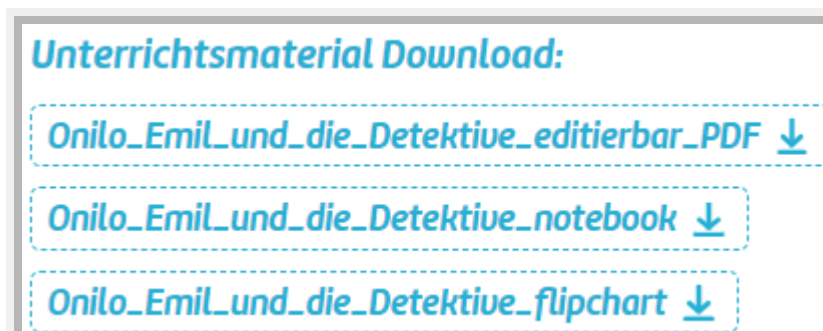 Unterrichtsmaterial Download:
Onilo_Emil_und_die_Detektive_editierbar_PDF
Onilo_Emil_und_die_Detektive_notebook
Onilo_Emil_und_die_Detektive_flipchart